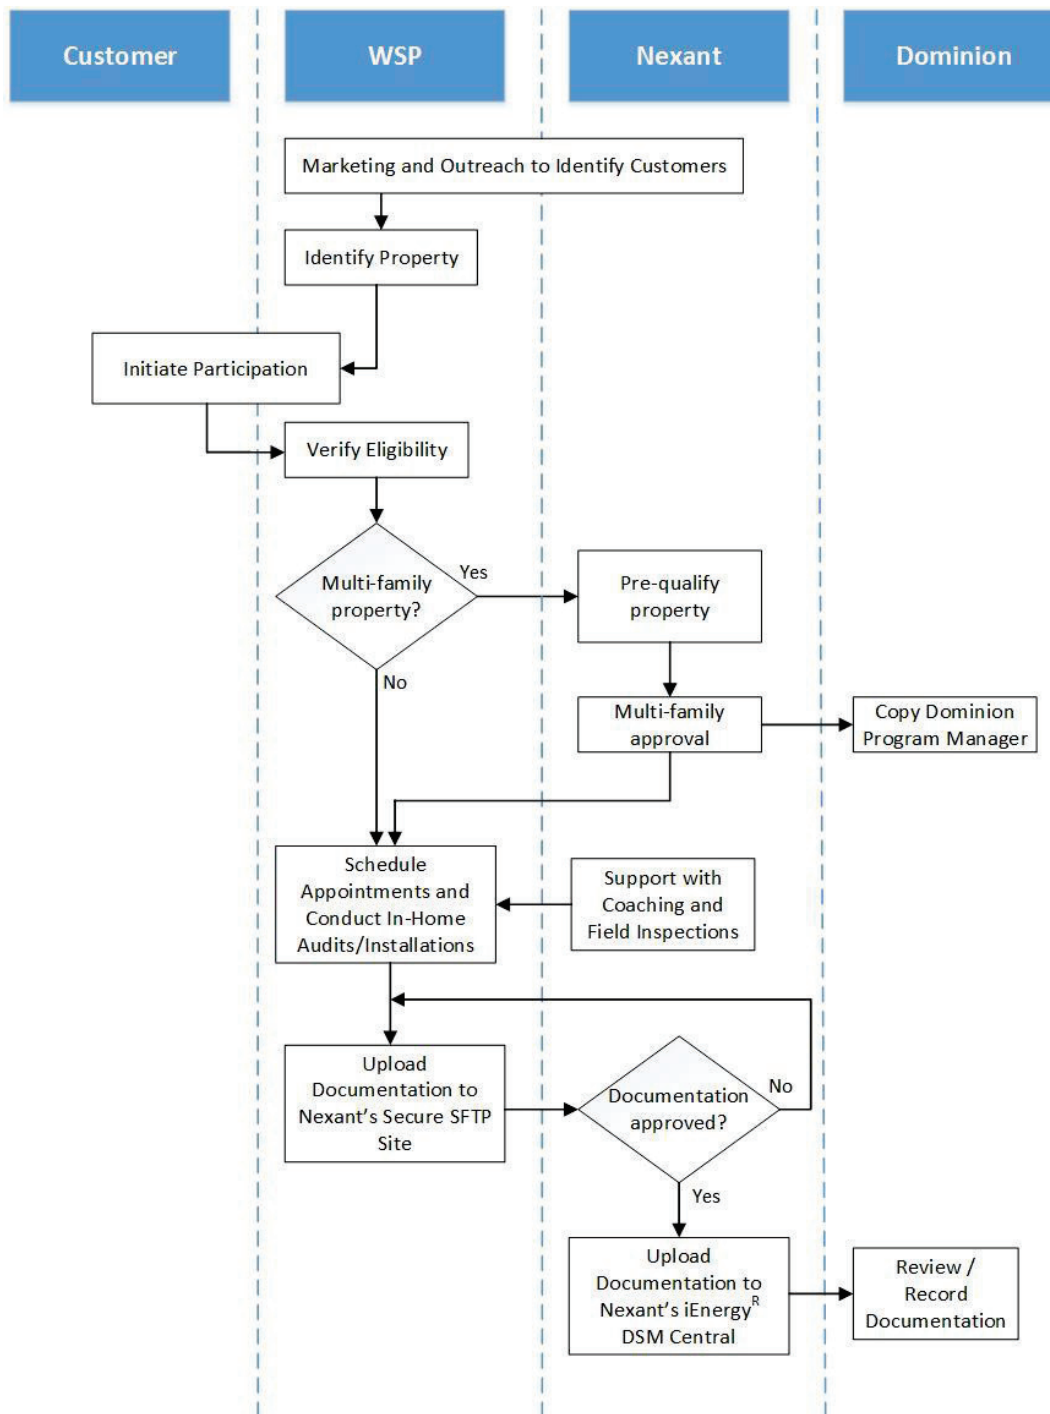 Customer
WSP
Nexant
Dominion
Marketing and Outreach to Identify Customers
Identify Property
Initiate Participation
Verify Eligibility
Multi-family
property?
Yes
No
Pre-qualify
property
Multi-family
approval
Copy Dominion
Program Manager
Schedule
Appointments and
Conduct In-Home
Audits/Installations
Support with
Coaching and
Field Inspections
Upload
Documentation to
Nexant’s Secure SFTP
Site
Documentation
approved?
No
Yes
Upload
Documentation to
Nexant’s iEnergyR
DSM Central
Review /
Record
Documentation